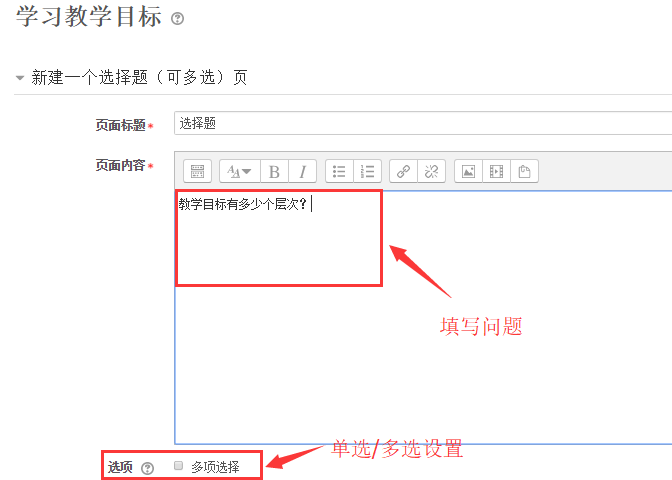 学习教学目标
新建一个选择题（可多选）页
页面标题* 选择题
页面内容*
B I
教学目标有多少个层次？
填写问题
单选/多选设置
选项 多项选择